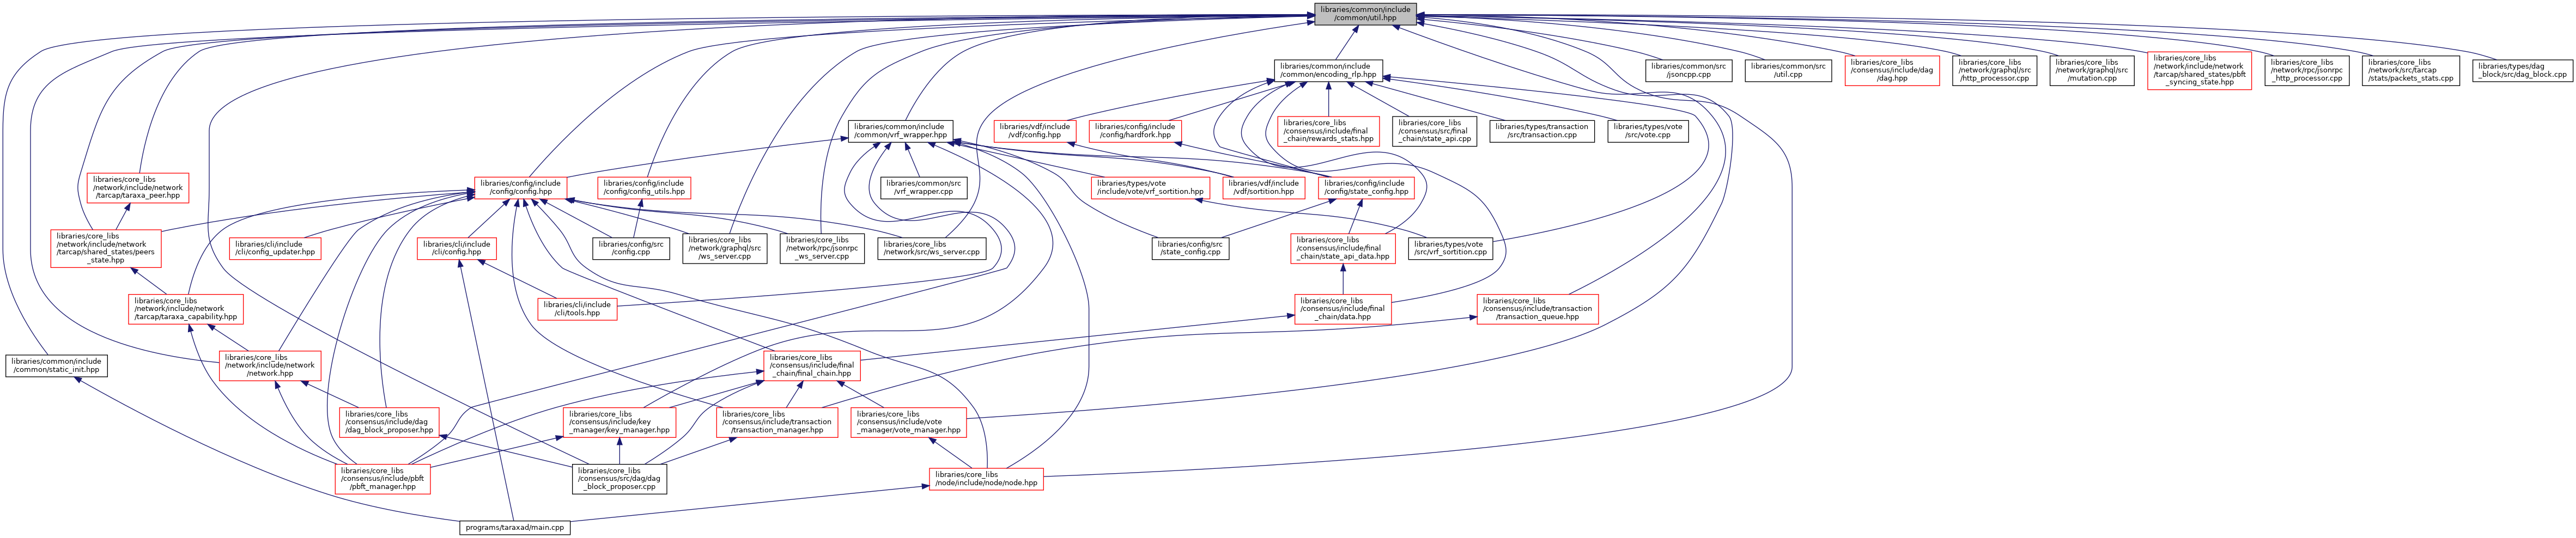 libraries/common/include
/common/util.hpp
libraries/common/include
/common/encoding_rlp.hpp
libraries/common/src
/jsoncpp.cpp
libraries/common/src
/util.cpp
libraries/core_libs
/consensus/include/dag
/dag.hpp
libraries/core_libs
/network/graphql/src
/http_processor.cpp
libraries/core_libs
/network/graphql/src
/mutation.cpp
libraries/core_libs
/network/include/network
/tarcap/shared_states/pbft
_syncing_state.hpp
libraries/core_libs
/network/rpc/jsonrpc
_http_processor.cpp
libraries/core_libs
/network/src/tarcap
/stats/packets_stats.cpp
libraries/types/dag
_block/src/dag_block.cpp
libraries/common/include
/common/vrf_wrapper.hpp
libraries/vdf/include
/vdf/config.hpp
libraries/config/include
/config/hardfork.hpp
libraries/core_libs
/consensus/include/final
_chain/rewards_stats.hpp
libraries/core_libs
/consensus/src/final
_chain/state_api.cpp
libraries/types/transaction
/src/transaction.cpp
libraries/types/vote
/src/vote.cpp
libraries/core_libs
/network/include/network
/tarcap/taraxa_peer.hpp
libraries/config/include
/config/config.hpp
libraries/config/include
/config/config_utils.hpp
libraries/common/src
/vrf_wrapper.cpp
libraries/types/vote
/include/vote/vrf_sortition.hpp
libraries/vdf/include
/vdf/sortition.hpp
libraries/config/include
/config/state_config.hpp
libraries/core_libs
/network/include/network
/tarcap/shared_states/peers
_state.hpp
libraries/cli/include
/cli/config_updater.hpp
libraries/cli/include
/cli/config.hpp
libraries/config/src
/config.cpp
libraries/core_libs
/network/graphql/src
/ws_server.cpp
libraries/core_libs
/network/rpc/jsonrpc
_ws_server.cpp
libraries/core_libs
/network/src/ws_server.cpp
libraries/config/src
/state_config.cpp
libraries/core_libs
/consensus/include/final
_chain/state_api_data.hpp
libraries/types/vote
/src/vrf_sortition.cpp
libraries/core_libs
/network/include/network
/tarcap/taraxa_capability.hpp
libraries/cli/include
/cli/tools.hpp
libraries/core_libs
/consensus/include/final
_chain/data.hpp
libraries/core_libs
/consensus/include/transaction
/transaction_queue.hpp
libraries/common/include
/common/static_init.hpp
libraries/core_libs
/network/include/network
/network.hpp
libraries/core_libs
/consensus/include/final
_chain/final_chain.hpp
libraries/core_libs
/consensus/include/dag
/dag_block_proposer.hpp
libraries/core_libs
/consensus/include/key
_manager/key_manager.hpp
libraries/core_libs
/consensus/include/transaction
/transaction_manager.hpp
libraries/core_libs
/consensus/include/vote
_manager/vote_manager.hpp
libraries/core_libs
/consensus/include/pbft
/pbft_manager.hpp
libraries/core_libs
/consensus/src/dag/dag
_block_proposer.cpp
libraries/core_libs
/node/include/node/node.hpp
programs/taraxad/main.cpp